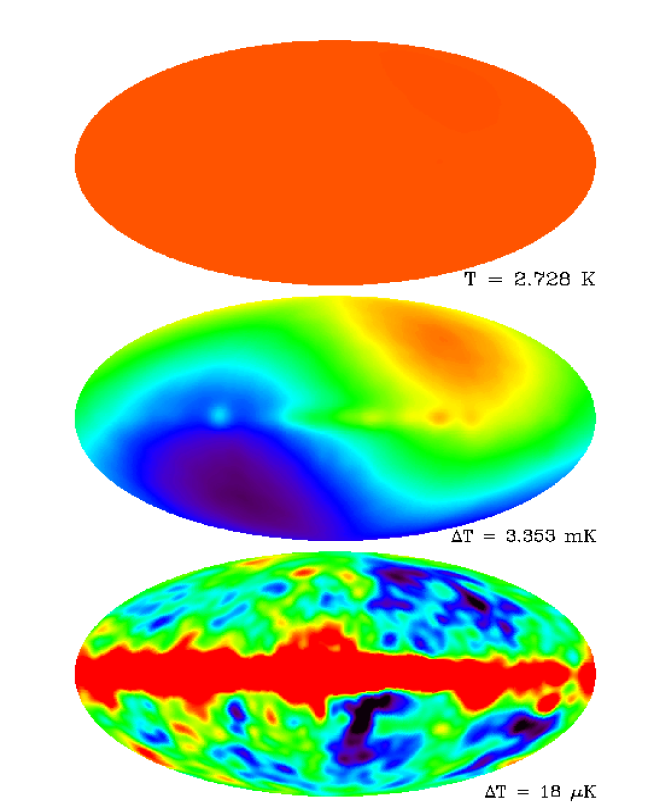 T = 2.728 K
ΔT = 3.353 mK
ΔT = 18 μK